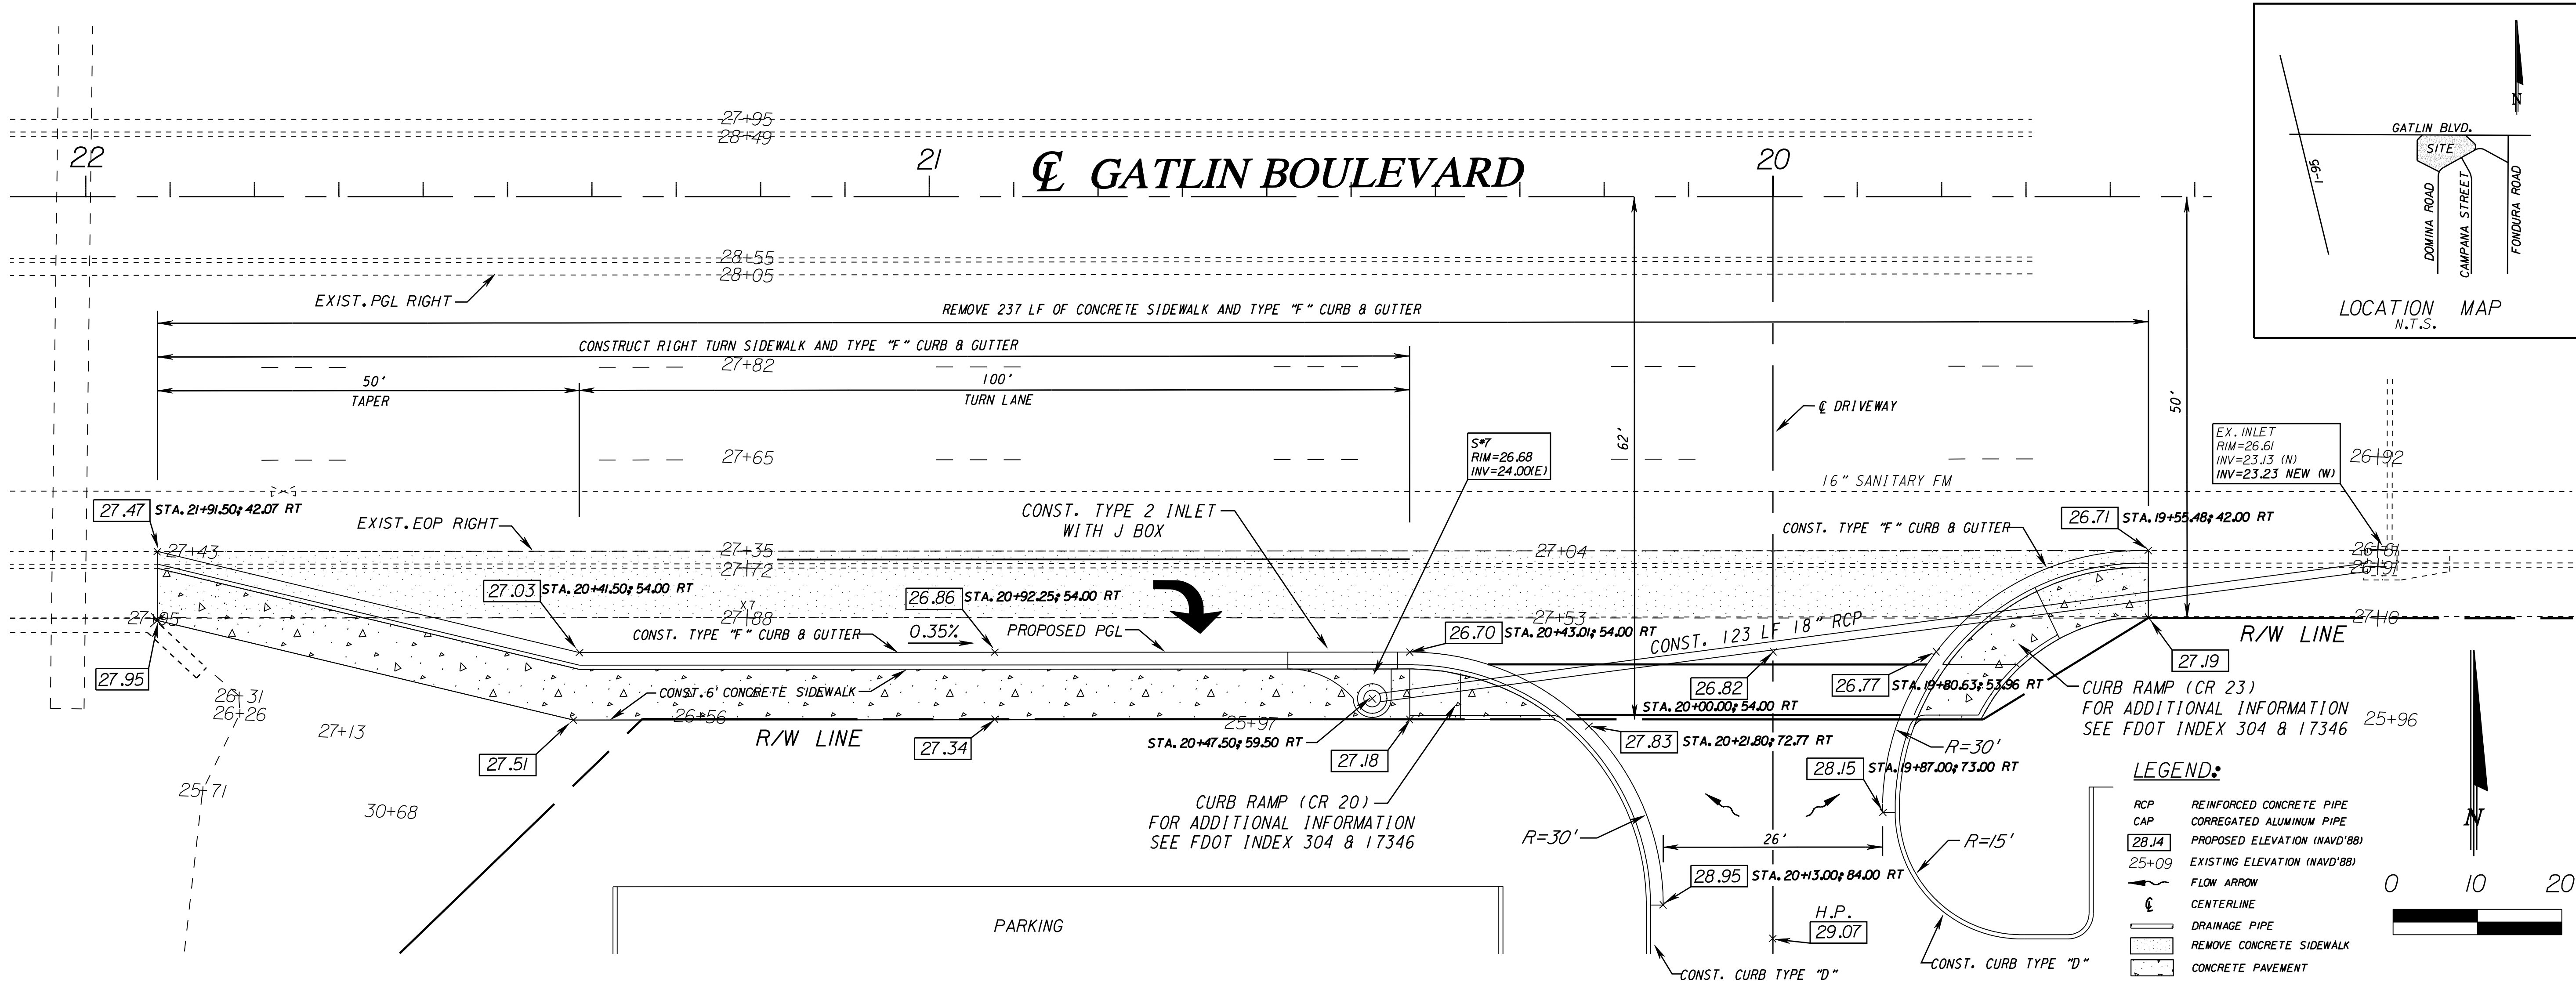 27+95
28+49
22
21
20
℄ GATLIN BOULEVARD
28+55
28+05
EXIST. PGL RIGHT
REMOVE 237 LF OF CONCRETE SIDEWALK AND TYPE "F" CURB & GUTTER
CONSTRUCT RIGHT TURN SIDEWALK AND TYPE "F" CURB & GUTTER
27+82
50'
TAPER
100'
TURN LANE
℄ DRIVEWAY
62'
50'
27+65
S#7
RIM=26.68
INV=24.00(E)
16" SANITARY FM
EX. INLET
RIM=26.61
INV=23.13 (N)
INV=23.23 NEW (W)
26+92
27.47 STA. 21+91.50; 42.07 RT
EXIST. EOP RIGHT
CONST. TYPE 2 INLET
WITH J BOX
CONST. TYPE "F" CURB & GUTTER
26.71 STA. 19+55.48; 42.00 RT
27+43
27+35
27+72
27+04
26+61
26+91
27.03 STA. 20+41.50; 54.00 RT
26.86 STA. 20+92.25; 54.00 RT
27+95
27+88
27+53
27+10
CONST. TYPE "F" CURB & GUTTER
0.35%
PROPOSED PGL
26.70 STA. 20+43.01; 54.00 RT
CONST. 123 LF 18" RCP
R/W LINE
27.19
27.95
CONST. 6' CONCRETE SIDEWALK
26.82
STA. 20+00.00; 54.00 RT
26.77 STA. 19+80.63; 53.96 RT
CURB RAMP (CR 23)
FOR ADDITIONAL INFORMATION
SEE FDOT INDEX 304 & 17346
25+96
26+31
26+26
27+13
26+56
25+97
R/W LINE
27.34
27.51
STA. 20+47.50; 59.50 RT
27.18
27.83 STA. 20+21.80; 72.77 RT
28.15 STA. 19+87.00; 73.00 RT
R=30'
25+71
30+68
CURB RAMP (CR 20)
FOR ADDITIONAL INFORMATION
SEE FDOT INDEX 304 & 17346
R=30'
26'
R=15'
28.95 STA. 20+13.00; 84.00 RT
PARKING
H.P.
29.07
CONST. CURB TYPE "D"
CONST. CURB TYPE "D"
LEGEND:
RCP REINFORCED CONCRETE PIPE
CAP CORREGATED ALUMINUM PIPE
28.14 PROPOSED ELEVATION (NAVD'88)
25+09 EXISTING ELEVATION (NAVD'88)
FLOW ARROW
℄ CENTERLINE
DRAINAGE PIPE
REMOVE CONCRETE SIDEWALK
CONCRETE PAVEMENT
N
0 10 20
N
GATLIN BLVD.
SITE
I-95
DOMINA ROAD
CAMPANA STREET
FONDURA ROAD
LOCATION MAP
N.T.S.